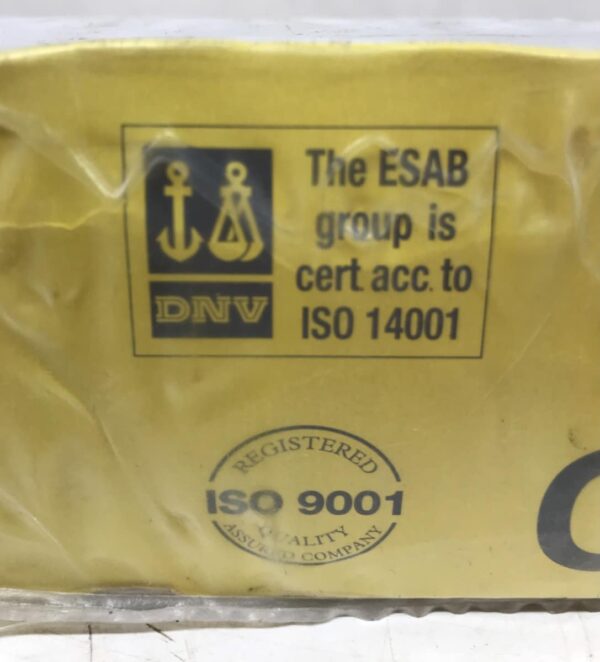 The ESAB
group is
cert. acc. to
ISO 14001
DNV
REGISTERED
ISO 9001
QUALITY
ASSURED COMPANY